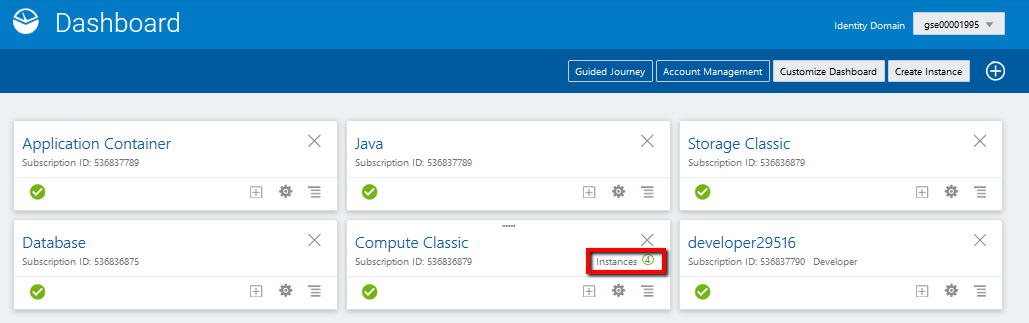 Dashboard
Identity Domain gse00001995
Guided Journey Account Management Customize Dashboard Create Instance
Application Container
Subscription ID: 536837789
Java
Subscription ID: 536837789
Storage Classic
Subscription ID: 536836879
Database
Subscription ID: 536836875
Compute Classic
Subscription ID: 536836879 Instances 4
developer29516
Subscription ID: 536837790 Developer